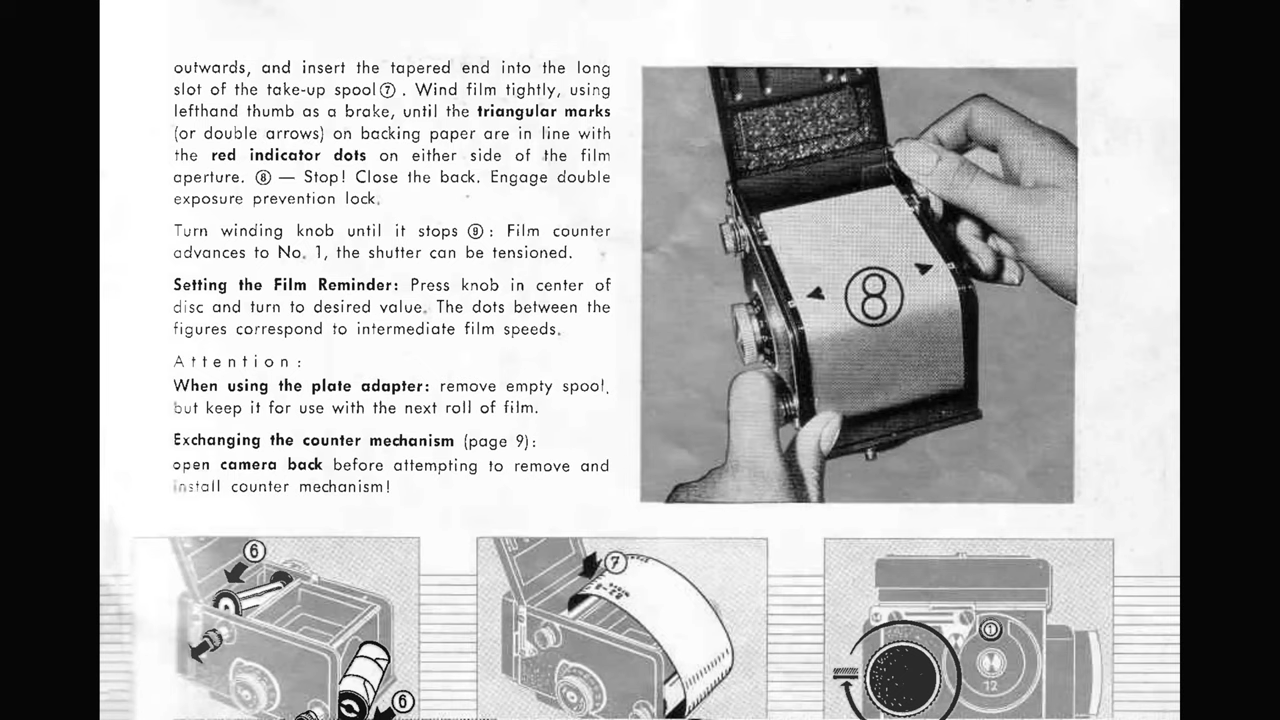 outwards, and insert the tapered end into the long
slot of the take-up spool ⑦ . Wind film tightly, using
lefthand thumb as a brake, until the triangular marks
(or double arrows) on backing paper are in line with
the red indicator dots on either side of the film
aperture. ⑧ — Stop! Close the back. Engage double
exposure prevention lock.
Turn winding knob until it stops ⑨ : Film counter
advances to No. 1, the shutter can be tensioned.
Setting the Film Reminder: Press knob in center of
disc and turn to desired value. The dots between the
figures correspond to intermediate film speeds.
Attention:
When using the plate adapter: remove empty spool,
but keep it for use with the next roll of film.
Exchanging the counter mechanism (page 9):
open camera back before attempting to remove and
install counter mechanism!
⑧
⑥
⑥
⑦
①
12